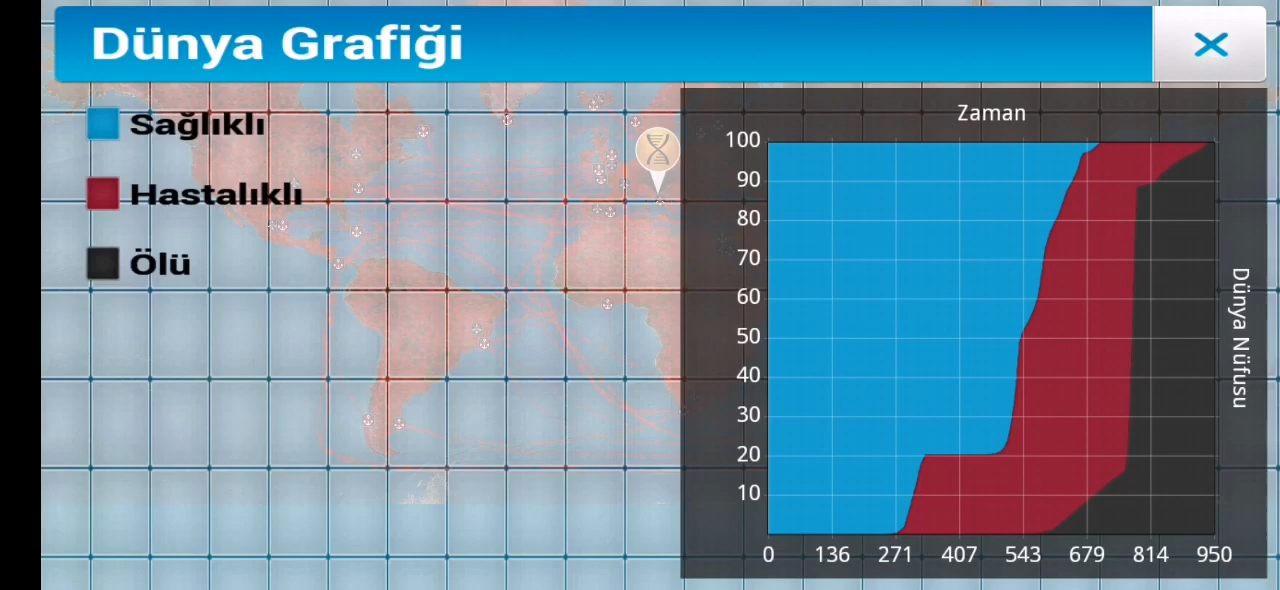 Dünya Grafiği
Sağlıklı
Hastalıklı
Ölü
Zaman
100
90
80
70
60
50
40
30
20
10
0 136 271 407 543 679 814 950
Dünya Nüfusu